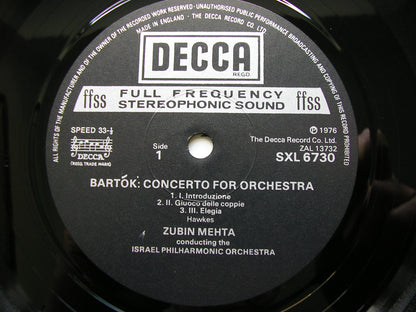 ALL RIGHTS OF THE MANUFACTURER AND OF THE OWNER OF THE RECORDED WORK RESERVED · UNAUTHORISED PUBLIC PERFORMANCE BROADCASTING AND COPYING OF THIS RECORD PROHIBITED
MADE IN ENGLAND · THE DECCA RECORD CO LTD
DECCA
REGD
ffss FULL FREQUENCY ffss
STEREOPHONIC SOUND
SPEED 33⅓
DECCA
Side
1
℗ 1976
The Decca Record Co. Ltd.
ZAL 13732
SXL 6730
BARTÓK: CONCERTO FOR ORCHESTRA
1. I. Introduzione
2. II. Giuoco delle coppie
3. III. Elegia
Hawkes
ZUBIN MEHTA
conducting the
ISRAEL PHILHARMONIC ORCHESTRA